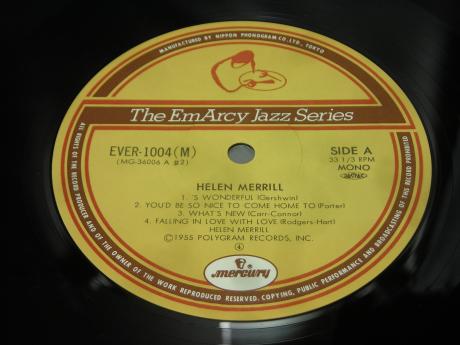 MANUFACTURED BY NIPPON PHONOGRAM CO., LTD., TOKYO
The EmArcy Jazz Series
EVER-1004(M)
(MG-36006 A #2)
SIDE A
33 1/3 RPM
MONO
HELEN MERRILL
1. 'S WONDERFUL (Gershwin)
2. YOU'D BE SO NICE TO COME HOME TO (Porter)
3. WHAT'S NEW (Carr-Connor)
4. FALLING IN LOVE WITH LOVE (Rodgers-Hart)
HELEN MERRILL
Ⓒ1955 POLYGRAM RECORDS, INC.
④
mercury
ALL RIGHTS OF THE RECORD PRODUCER AND OF THE OWNER OF THE WORK REPRODUCED RESERVED. COPYING, PUBLIC PERFORMANCE AND BROADCASTING OF THE RECORD PROHIBITED